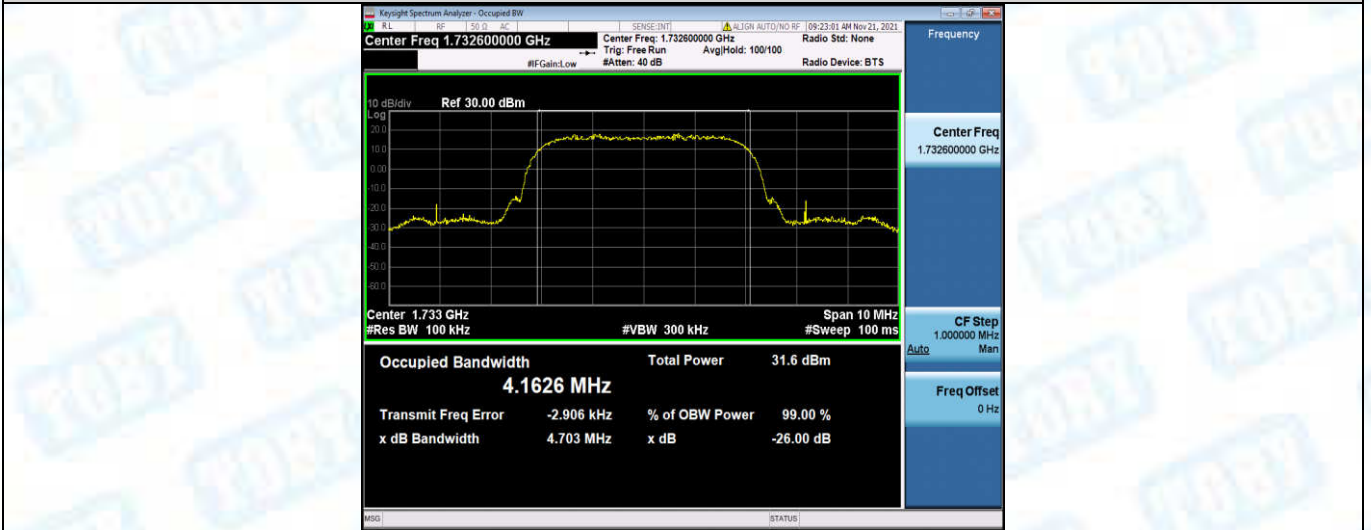 Keysight Spectrum Analyzer - Occupied BW
RL RF 50 Ω AC SENSE:INT ALIGN AUTO/NO RF 09:23:01 AM Nov 21, 2021
Center Freq 1.732600000 GHz
Center Freq: 1.732600000 GHz Radio Std: None
Trig: Free Run Avg|Hold: 100/100
#IFGain:Low #Atten: 40 dB Radio Device: BTS
Frequency
10 dB/div Ref 30.00 dBm
Log
20.0
10.0
0.00
-10.0
-20.0
-30.0
-40.0
-50.0
-60.0
Center 1.733 GHz Span 10 MHz
#Res BW 100 kHz #VBW 300 kHz #Sweep 100 ms
Center Freq
1.732600000 GHz
CF Step
1.000000 MHz
Auto Man
Freq Offset
0 Hz
Occupied Bandwidth Total Power 31.6 dBm
4.1626 MHz
Transmit Freq Error -2.906 kHz % of OBW Power 99.00 %
x dB Bandwidth 4.703 MHz x dB -26.00 dB
MSG STATUS